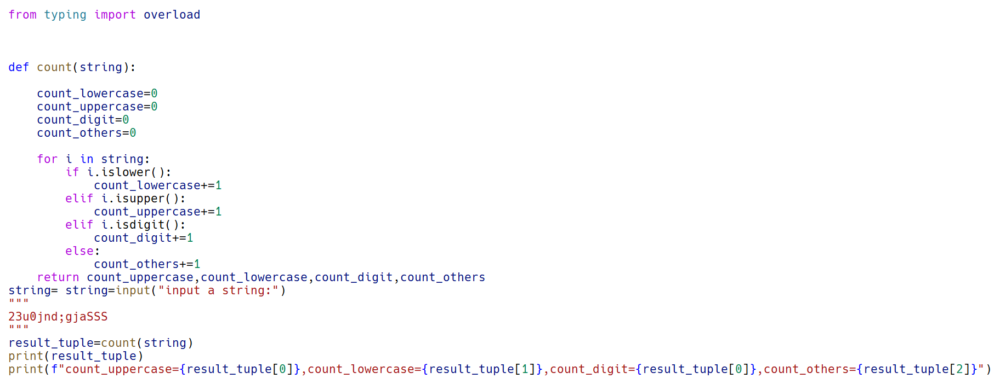 from typing import overload
def count(string):
    count_lowercase=0
    count_uppercase=0
    count_digit=0
    count_others=0
    for i in string:
        if i.islower():
            count_lowercase+=1
        elif i.isupper():
            count_uppercase+=1
        elif i.isdigit():
            count_digit+=1
        else:
            count_others+=1
    return count_uppercase,count_lowercase,count_digit,count_others
string= string=input("input a string:")
"""
23u0jnd;gjaSSS
"""
result_tuple=count(string)
print(result_tuple)
print(f"count_uppercase={result_tuple[0]},count_lowercase={result_tuple[1]},count_digit={result_tuple[0]},count_others={result_tuple[2]}")